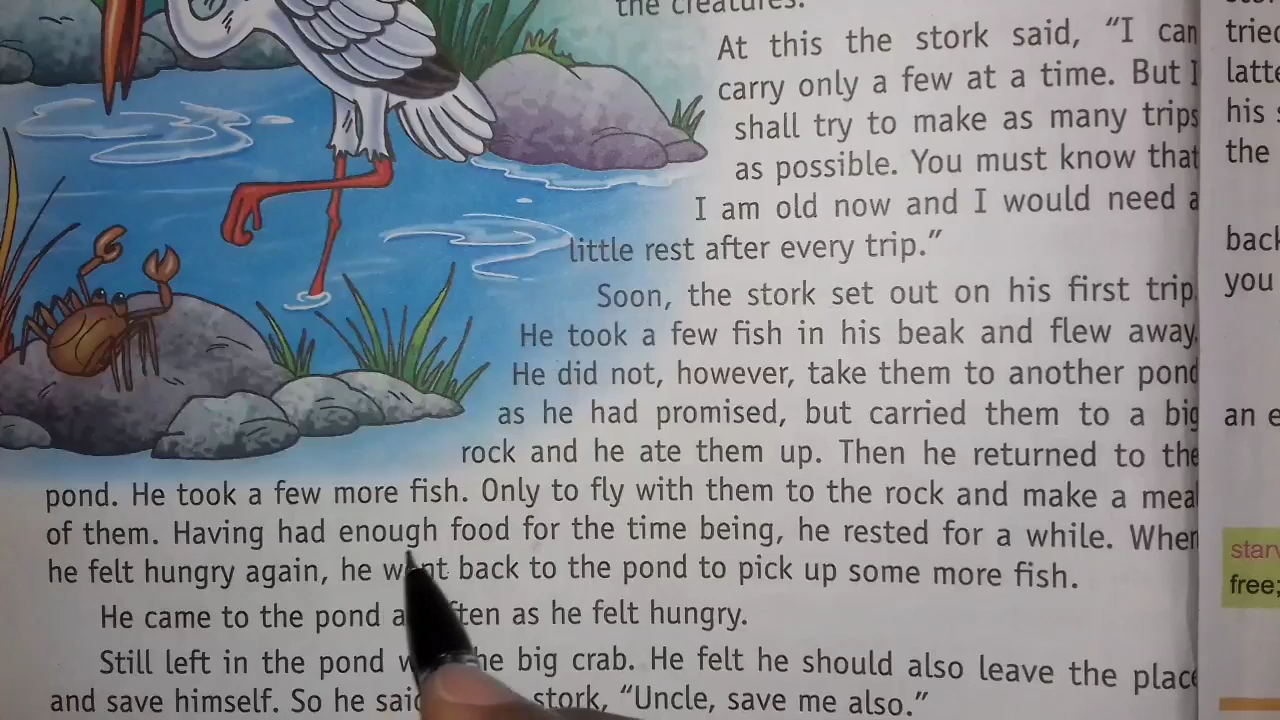 the creatures.
At this the stork said, "I can
carry only a few at a time. But I
shall try to make as many trips
as possible. You must know that
I am old now and I would need a
little rest after every trip."
Soon, the stork set out on his first trip.
He took a few fish in his beak and flew away.
He did not, however, take them to another pond
as he had promised, but carried them to a big
rock and he ate them up. Then he returned to the
pond. He took a few more fish. Only to fly with them to the rock and make a meal
of them. Having had enough food for the time being, he rested for a while. When
he felt hungry again, he went back to the pond to pick up some more fish.
He came to the pond as often as he felt hungry.
Still left in the pond was the big crab. He felt he should also leave the place
and save himself. So he said stork, "Uncle, save me also."
tried
latte
his s
the
back
you
an e
starv
free;